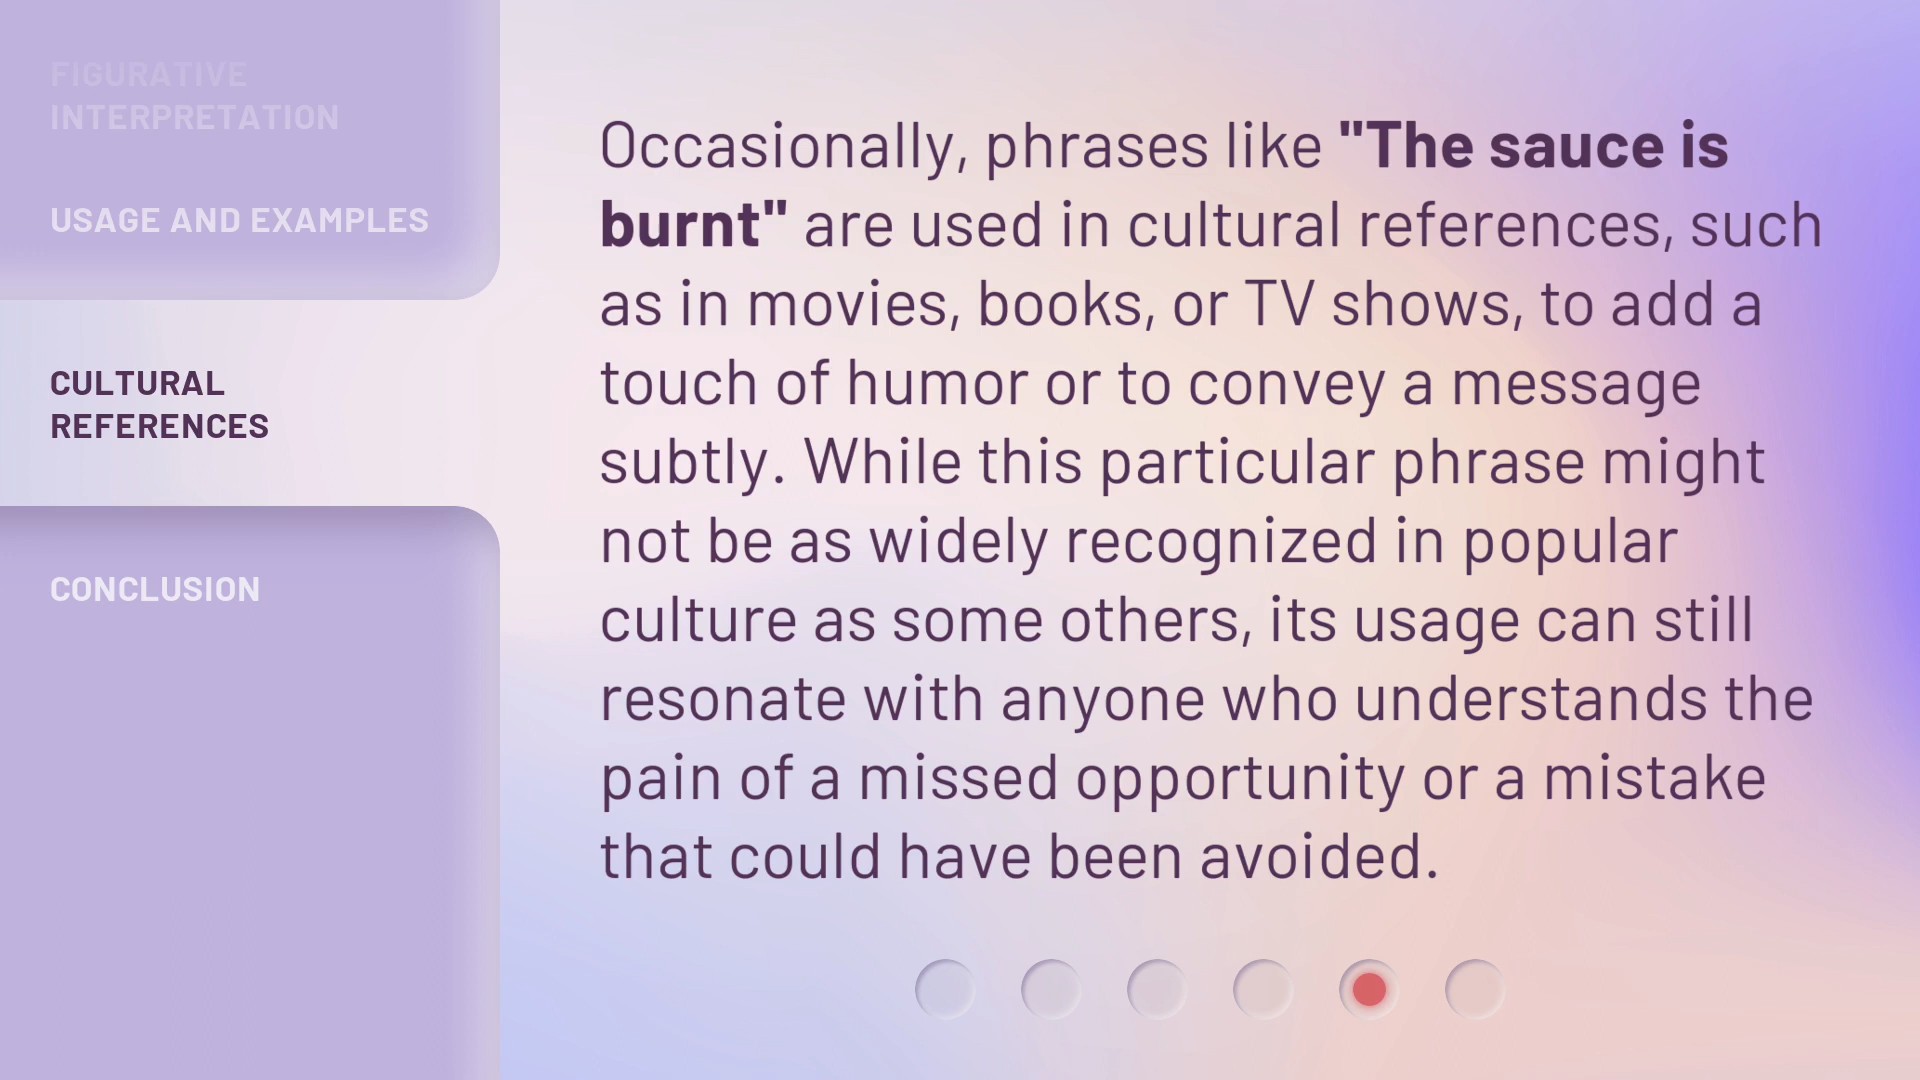 FIGURATIVE
INTERPRETATION
USAGE AND EXAMPLES
CULTURAL
REFERENCES
CONCLUSION
Occasionally, phrases like "The sauce is
burnt" are used in cultural references, such
as in movies, books, or TV shows, to add a
touch of humor or to convey a message
subtly. While this particular phrase might
not be as widely recognized in popular
culture as some others, its usage can still
resonate with anyone who understands the
pain of a missed opportunity or a mistake
that could have been avoided.